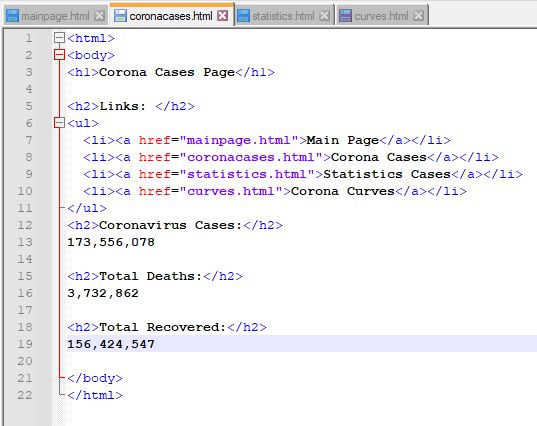 mainpage.html coronacases.html statistics.html curves.html
1 <html>
2 <body>
3 <h1>Corona Cases Page</h1>
4
5 <h2>Links: </h2>
6 <ul>
7 <li><a href="mainpage.html">Main Page</a></li>
8 <li><a href="coronacases.html">Corona Cases</a></li>
9 <li><a href="statistics.html">Statistics Cases</a></li>
10 <li><a href="curves.html">Corona Curves</a></li>
11 </ul>
12 <h2>Coronavirus Cases:</h2>
13 173,556,078
14
15 <h2>Total Deaths:</h2>
16 3,732,862
17
18 <h2>Total Recovered:</h2>
19 156,424,547
20
21 </body>
22 </html>